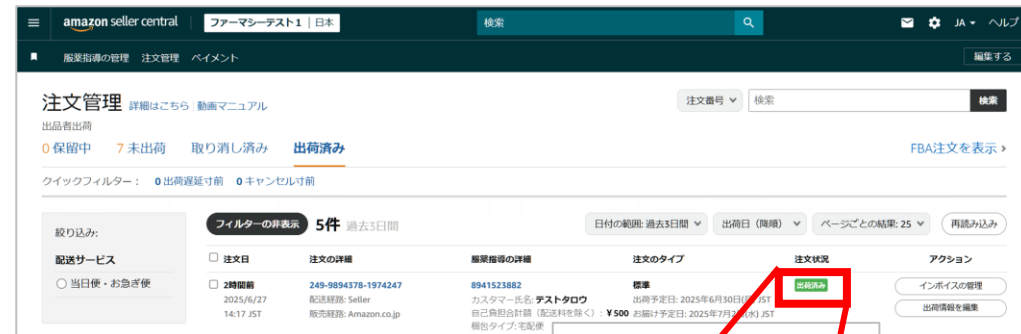 amazon seller central ファーマシーテスト1 | 日本 検索 JA ヘルプ
服薬指導の管理 注文管理 ペイメント 編集する
注文管理 詳細はこちら 動画マニュアル 注文番号 検索 検索
出品者出荷
0 保留中 7 未出荷 取り消し済み 出荷済み FBA注文を表示
クイックフィルター： 0 出荷遅延寸前 0 キャンセル寸前
絞り込み: フィルターの非表示 5件 過去3日間 日付の範囲: 過去3日間 出荷日（降順） ページごとの結果: 25 再読み込み
配送サービス 注文日 注文の詳細 服薬指導の詳細 注文のタイプ 注文状況 アクション
当日便・お急ぎ便 2時間前 249-9894378-1974247 8941523882 標準 出荷済み インボイスの管理
2025/6/27 配送経路: Seller カスタマー氏名: テストタロウ 出荷予定日: 2025年6月30日(月) JST 出荷情報を編集
14:17 JST 販売経路: Amazon.co.jp 自己負担合計額（配送料を除く）: ¥500 お届け予定日: 2025年7月2日(水) JST
梱包タイプ: 宅配便